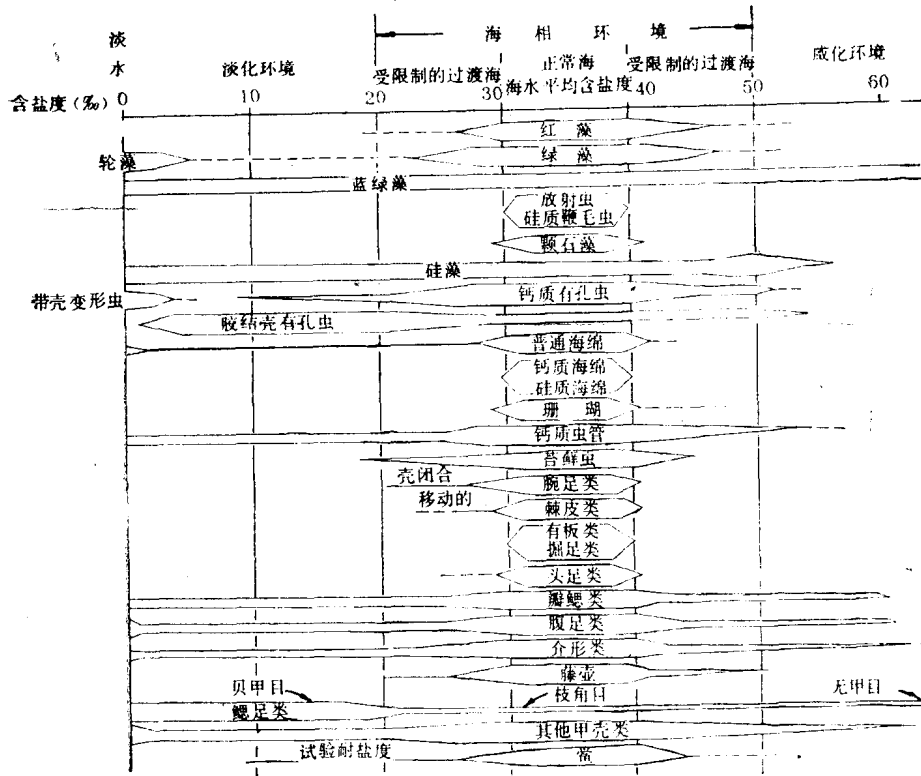 海 相 环 境
淡水
淡化环境
受限制的过渡海
正常海
海水平均含盐度
受限制的过渡海
咸化环境
含盐度(‰) 0 10 20 30 40 50 60
红 藻
轮藻
绿 藻
蓝绿藻
放射虫
硅质鞭毛虫
颗石藻
硅藻
带壳变形虫
钙质有孔虫
胶结壳有孔虫
普通海绵
钙质海绵
硅质海绵
珊 瑚
钙质虫管
苔鲜虫
壳闭合
腕足类
移动的
棘皮类
有板类
掘足类
头足类
瓣鳃类
腹足类
介形类
藤壶
贝甲目
枝角目
无甲目
鳃足类
其他甲壳类
试验耐盐度